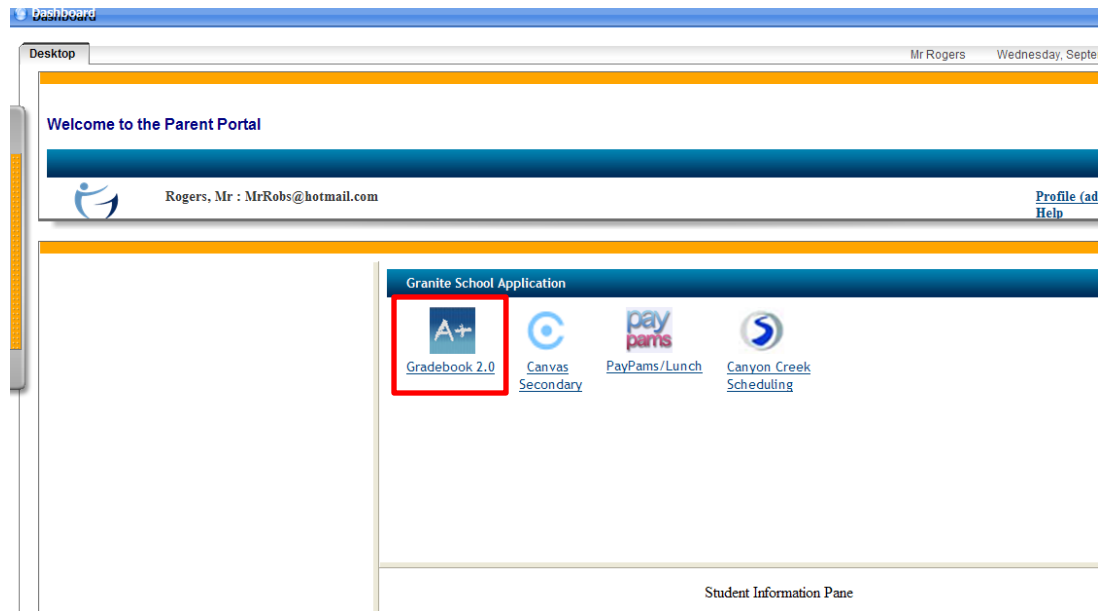 Dashboard
Desktop
Mr Rogers Wednesday, Septe
Welcome to the Parent Portal
Rogers, Mr : MrRobs@hotmail.com
Profile (ad
Help
Granite School Application
A+
pay
pams
Gradebook 2.0 Canvas PayPams/Lunch Canyon Creek
Secondary Scheduling
Student Information Pane